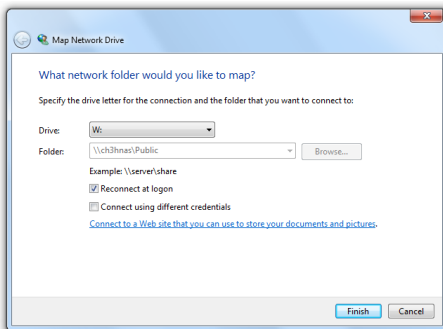 Map Network Drive
What network folder would you like to map?
Specify the drive letter for the connection and the folder that you want to connect to:
Drive: W:
Folder: \\ch3hnas\Public Browse...
Example: \\server\share
Reconnect at logon
Connect using different credentials
Connect to a Web site that you can use to store your documents and pictures.
Finish Cancel